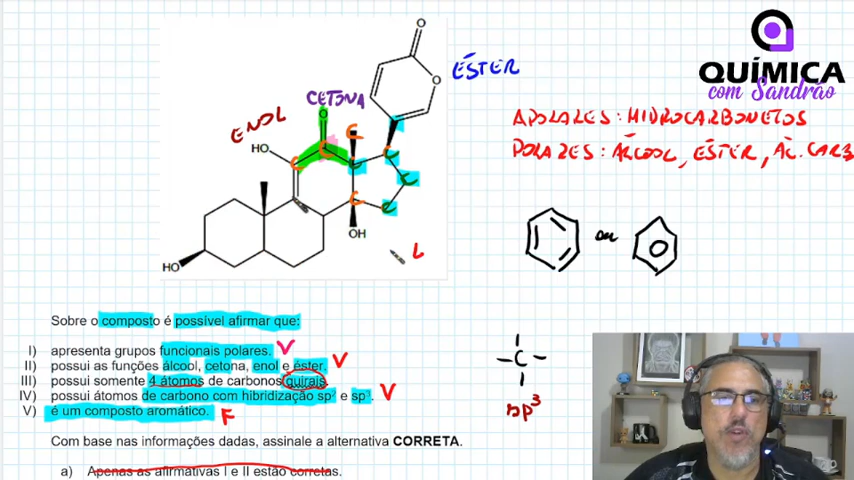 O
O
ÉSTER
QUÍMICA
com Sandrão
CETONA
O
ENOL
HO
C
C
C
C
C
C
C
C
OH
HO
L
APOLARES: HIDROCARBONETOS
POLARES: ÁLCOOL, ÉSTER, ÁC. CARB
ou
Sobre o composto é possível afirmar que:
I) apresenta grupos funcionais polares. V
II) possui as funções álcool, cetona, enol e éster. V
III) possui somente 4 átomos de carbonos quirais.
IV) possui átomos de carbono com hibridização sp² e sp³. V
V) é um composto aromático. F
C
sp³
Com base nas informações dadas, assinale a alternativa CORRETA.
a) Apenas as afirmativas I e II estão corretas.